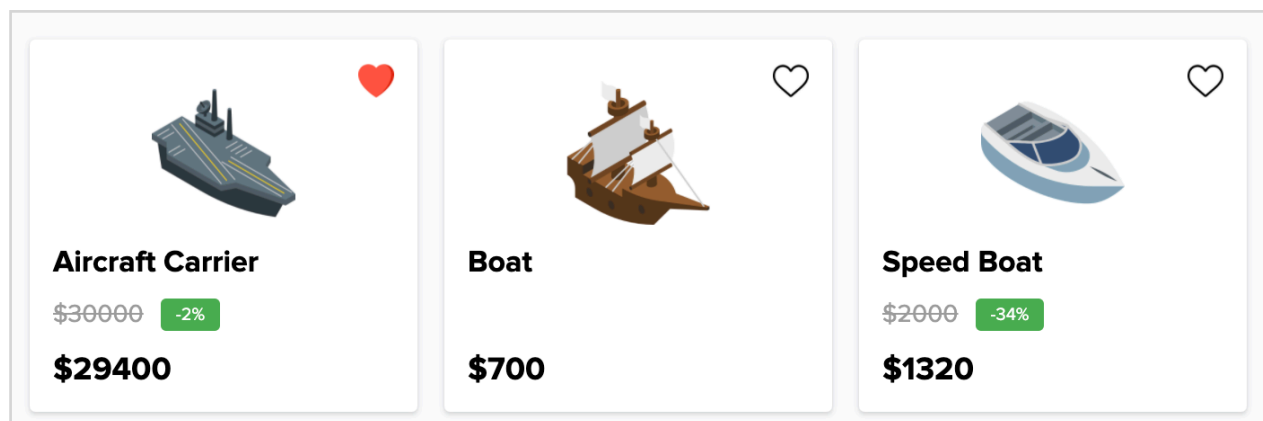 Aircraft Carrier
$30000 -2%
$29400
Boat
$700
Speed Boat
$2000 -34%
$1320